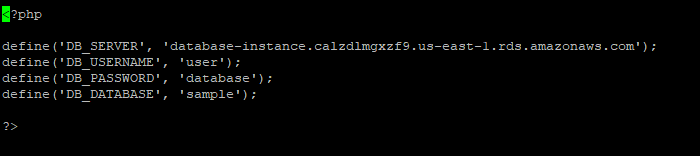 <?php
define('DB_SERVER', 'database-instance.calzdlmgxzf9.us-east-1.rds.amazonaws.com');
define('DB_USERNAME', 'user');
define('DB_PASSWORD', 'database');
define('DB_DATABASE', 'sample');
?>